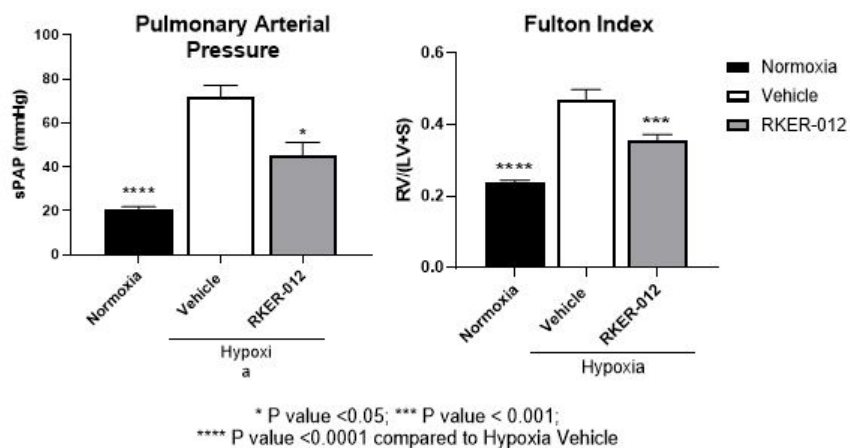 Pulmonary Arterial
Pressure
sPAP (mmHg)
100
80
60
40
20
0
****
*
Normoxia
Vehicle
RKER-012
Hypoxi
a
Fulton Index
RV/(LV+S)
0.6
0.4
0.2
0.0
****
***
Normoxia
Vehicle
RKER-012
Hypoxia
Normoxia
Vehicle
RKER-012
* P value <0.05; *** P value < 0.001;
**** P value <0.0001 compared to Hypoxia Vehicle